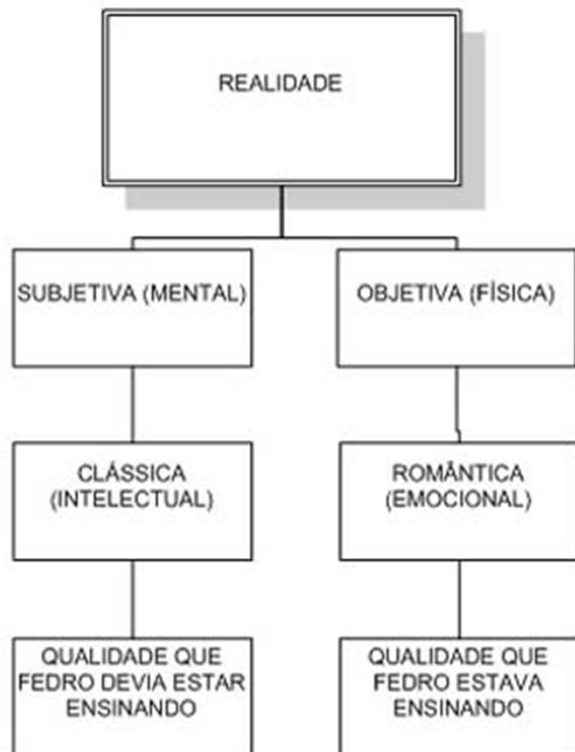 REALIDADE
SUBJETIVA (MENTAL)
OBJETIVA (FÍSICA)
CLÁSSICA
(INTELECTUAL)
ROMÂNTICA
(EMOCIONAL)
QUALIDADE QUE
FEDRO DEVIA ESTAR
ENSINANDO
QUALIDADE QUE
FEDRO ESTAVA
ENSINANDO